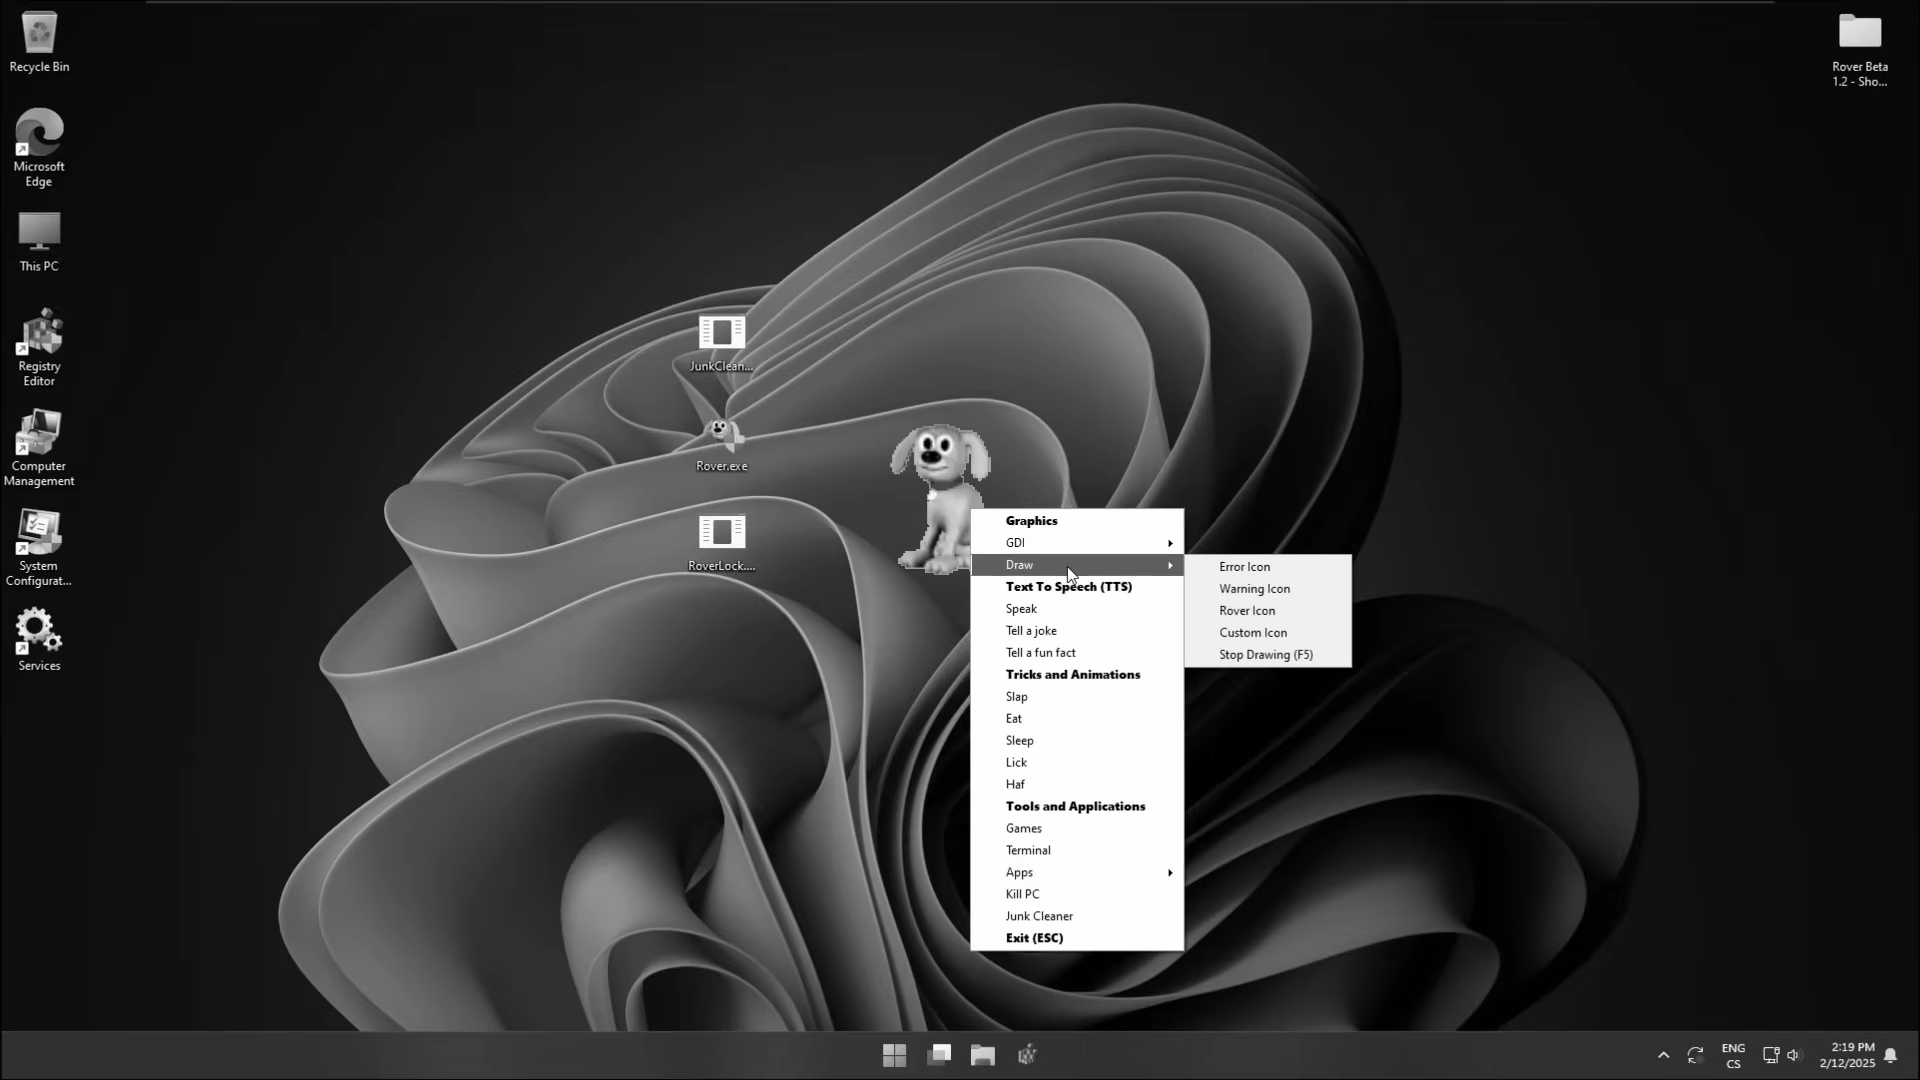 Recycle Bin
Microsoft
Edge
This PC
Registry
Editor
Computer
Management
System
Configurat...
Services
JunkClean...
Rover.exe
RoverLock....
Rover Beta
1.2 - Sho...
Graphics
GDI
Draw
Text To Speech (TTS)
Speak
Tell a joke
Tell a fun fact
Tricks and Animations
Slap
Eat
Sleep
Lick
Haf
Tools and Applications
Games
Terminal
Apps
Kill PC
Junk Cleaner
Exit (ESC)
Error Icon
Warning Icon
Rover Icon
Custom Icon
Stop Drawing (F5)
ENG
CS
2:19 PM
2/12/2025